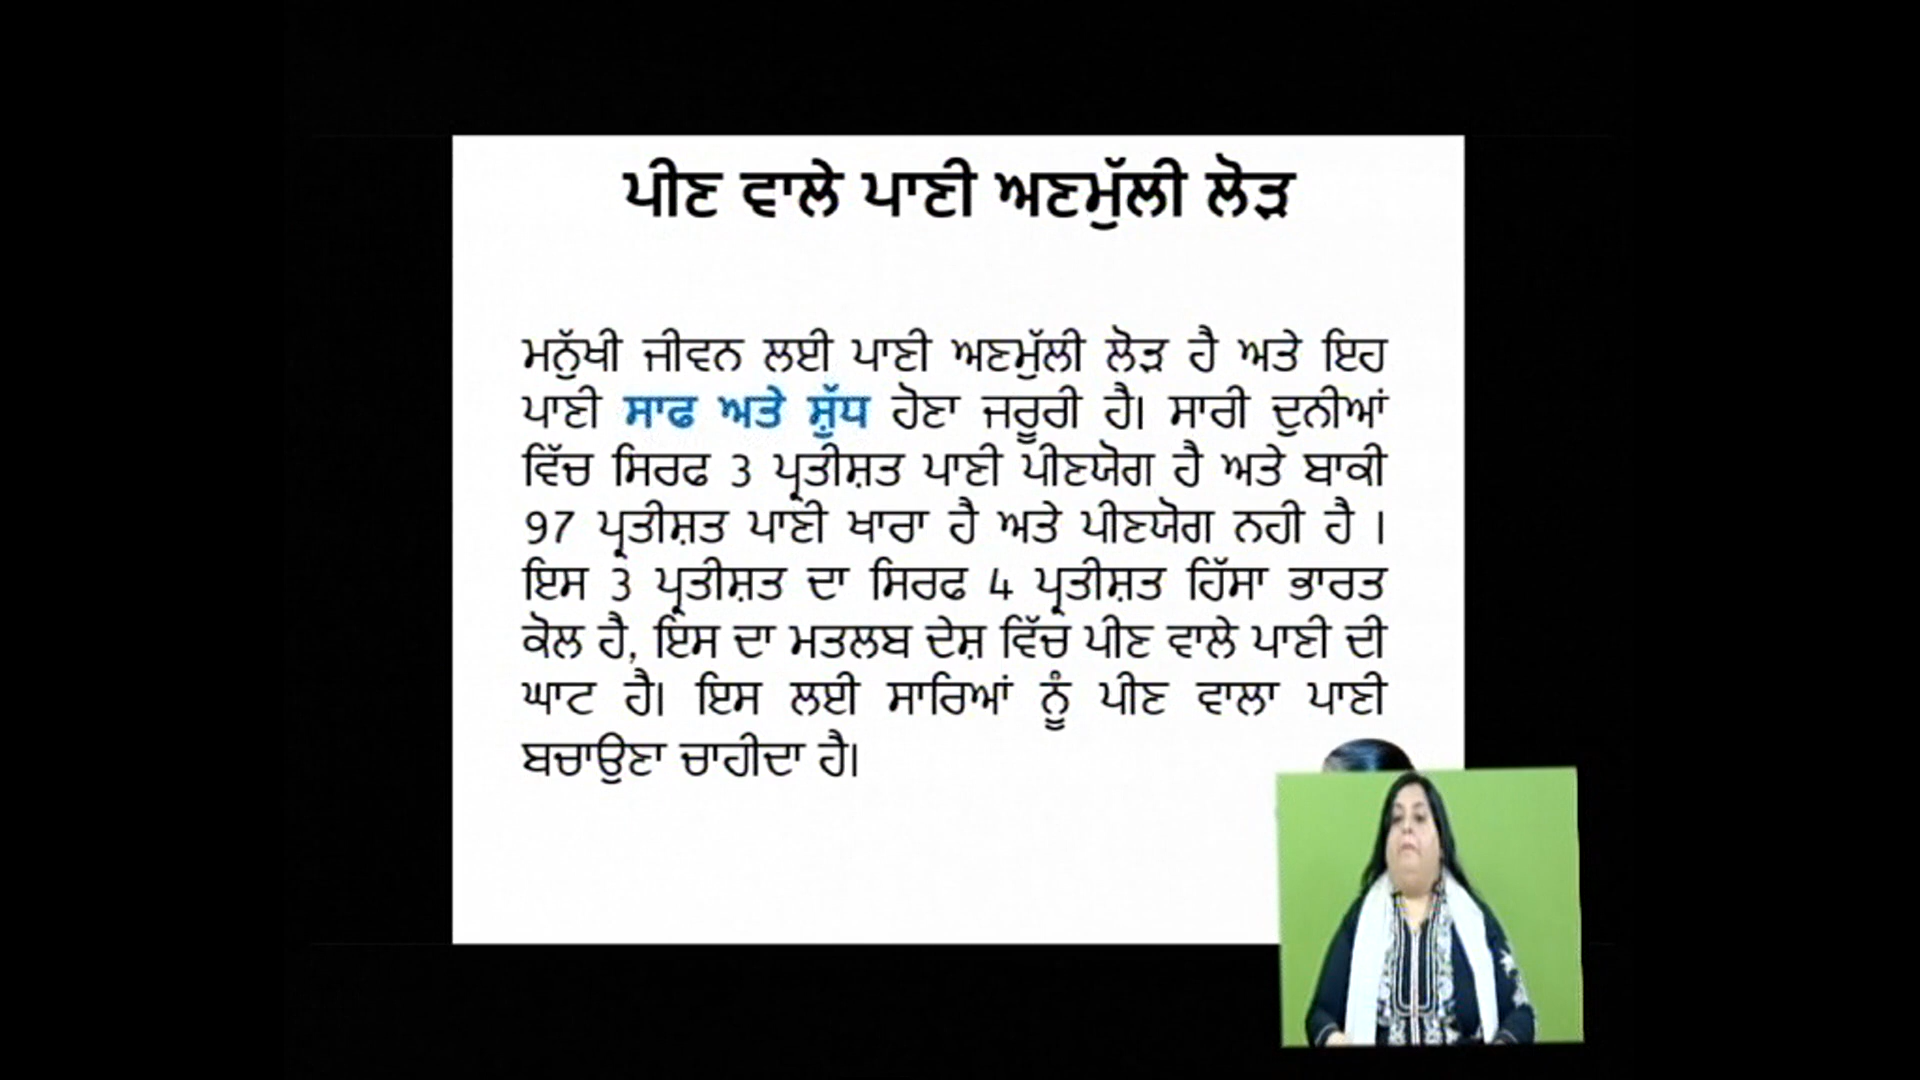 ਪੀਣ ਵਾਲੇ ਪਾਣੀ ਅਣਮੁੱਲੀ ਲੋੜ
ਮਨੁੱਖੀ ਜੀਵਨ ਲਈ ਪਾਣੀ ਅਣਮੁੱਲੀ ਲੋੜ ਹੈ ਅਤੇ ਇਹ
ਪਾਣੀ ਸਾਫ ਅਤੇ ਸ਼ੁੱਧ ਹੋਣਾ ਜਰੂਰੀ ਹੈ। ਸਾਰੀ ਦੁਨੀਆਂ
ਵਿੱਚ ਸਿਰਫ 3 ਪ੍ਰਤੀਸ਼ਤ ਪਾਣੀ ਪੀਣਯੋਗ ਹੈ ਅਤੇ ਬਾਕੀ
97 ਪ੍ਰਤੀਸ਼ਤ ਪਾਣੀ ਖਾਰਾ ਹੈ ਅਤੇ ਪੀਣਯੋਗ ਨਹੀ ਹੈ ।
ਇਸ 3 ਪ੍ਰਤੀਸ਼ਤ ਦਾ ਸਿਰਫ 4 ਪ੍ਰਤੀਸ਼ਤ ਹਿੱਸਾ ਭਾਰਤ
ਕੋਲ ਹੈ, ਇਸ ਦਾ ਮਤਲਬ ਦੇਸ਼ ਵਿੱਚ ਪੀਣ ਵਾਲੇ ਪਾਣੀ ਦੀ
ਘਾਟ ਹੈ। ਇਸ ਲਈ ਸਾਰਿਆਂ ਨੂੰ ਪੀਣ ਵਾਲਾ ਪਾਣੀ
ਬਚਾਉਣਾ ਚਾਹੀਦਾ ਹੈ।